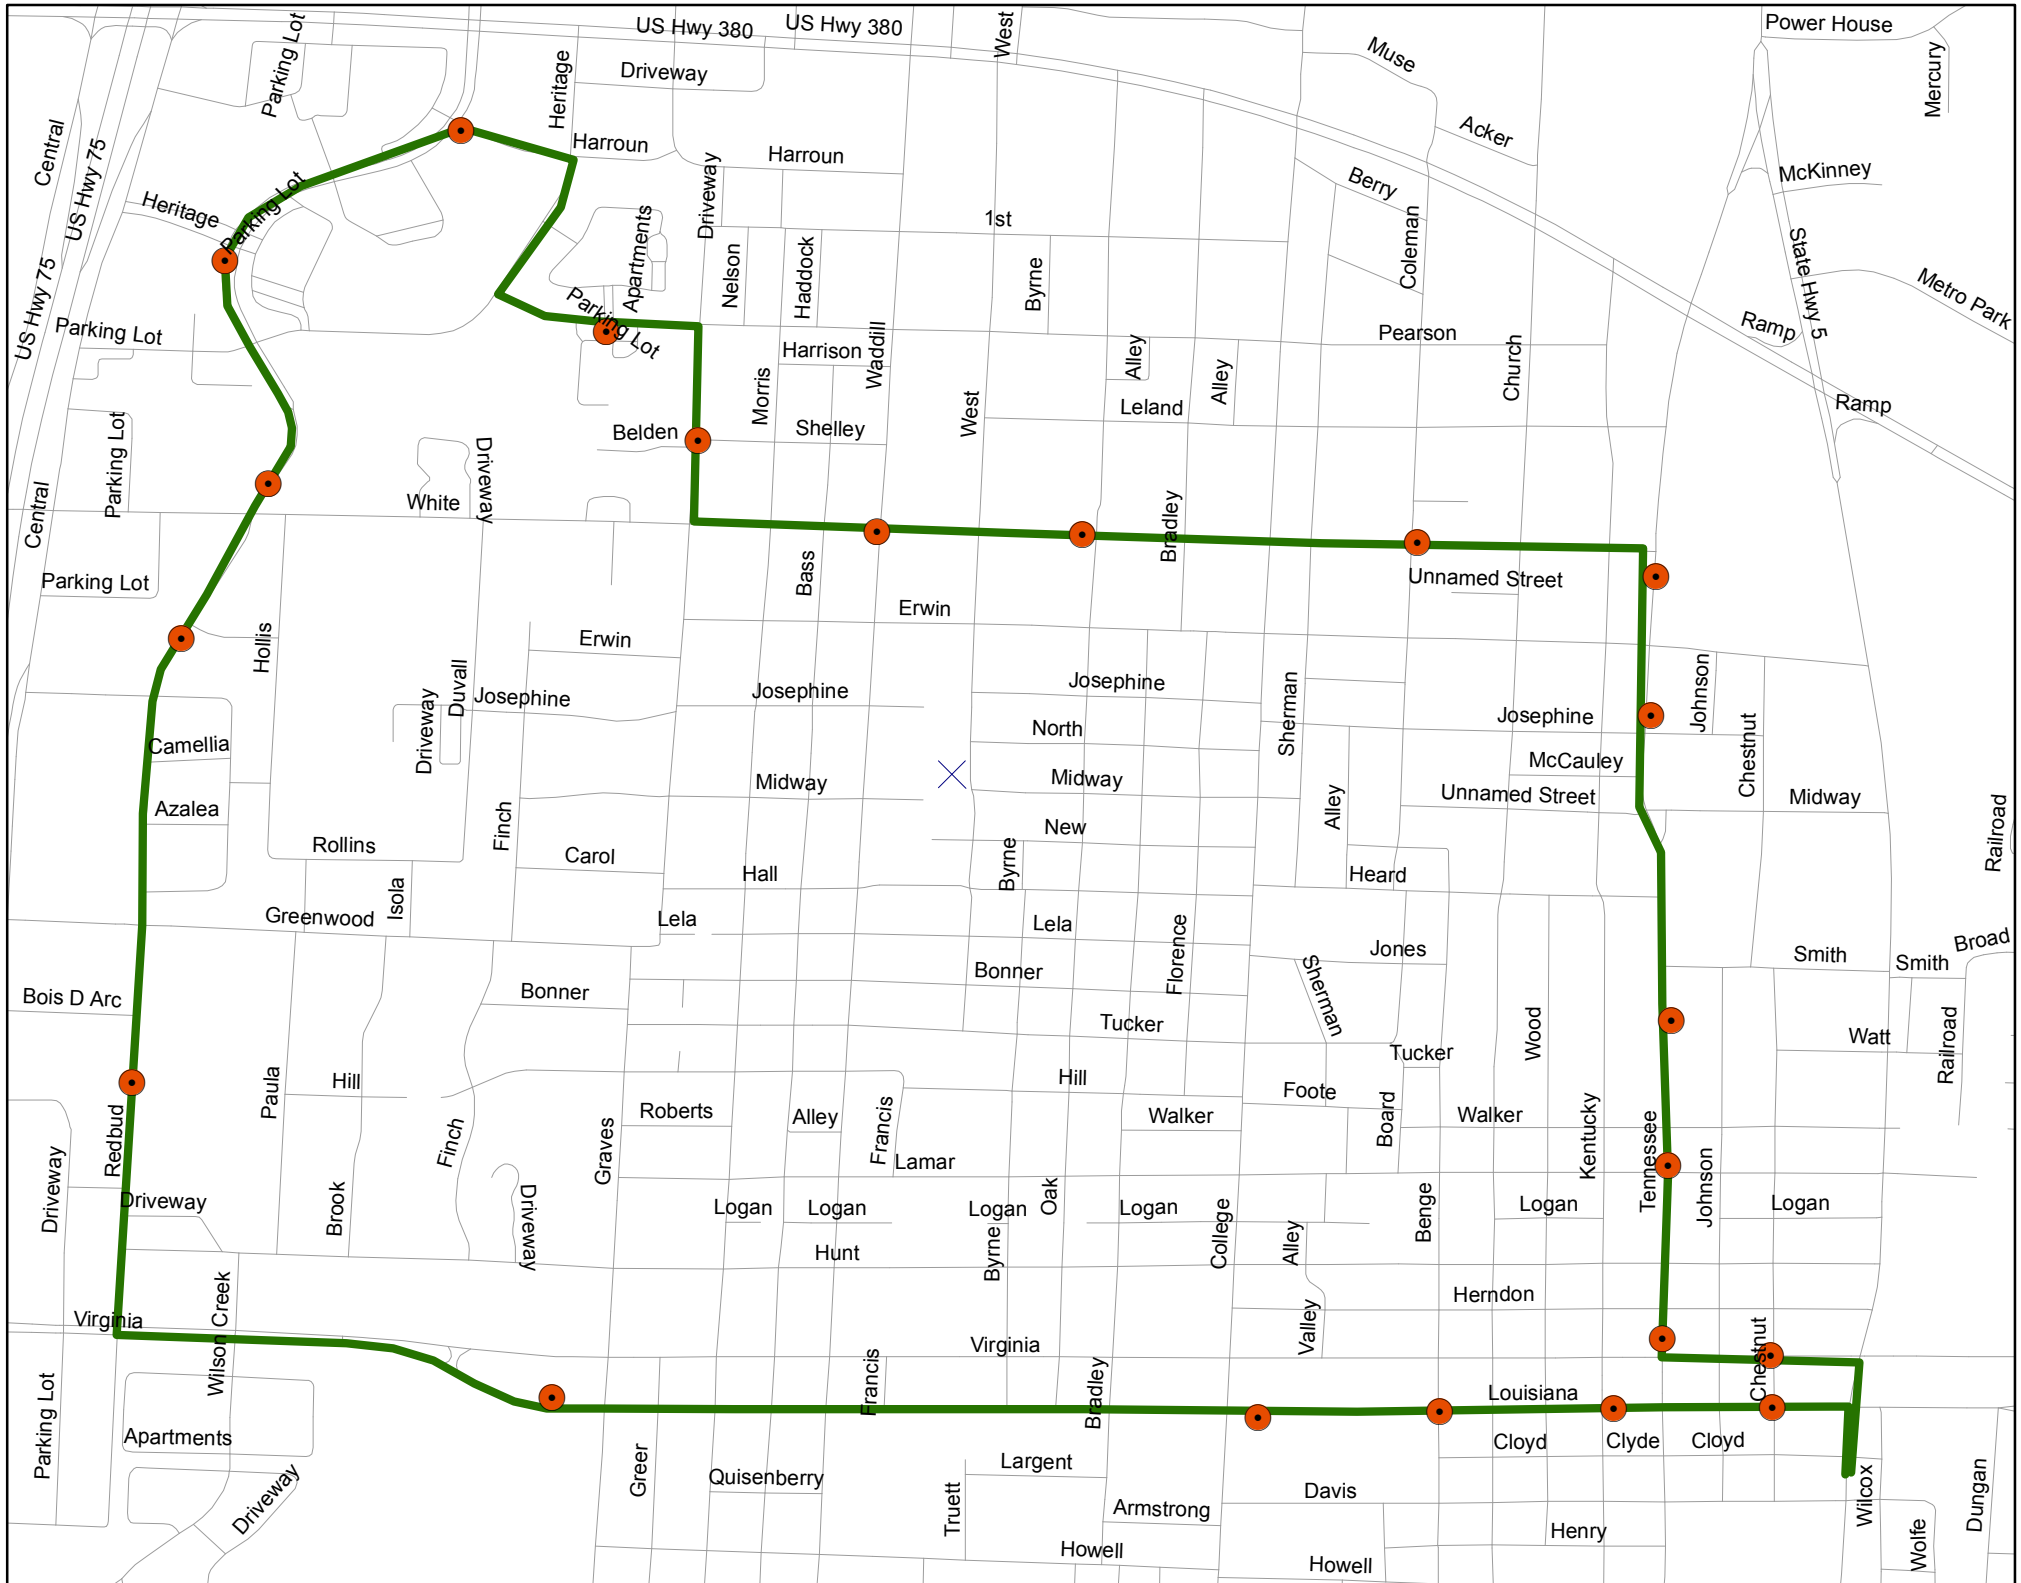 US Hwy 380
US Hwy 380
West
Power House
Parking Lot
Heritage
Driveway
Muse
Mercury
Central
US Hwy 75
Harroun
Harroun
Acker
McKinney
Heritage
Parking Lot
Driveway
Berry
1st
Apartments
Nelson
Haddock
Byrne
Coleman
State Hwy 5
Metro Park
US Hwy 75
Parking Lot
Parking Lot
Harrison
Waddill
Alley
Alley
Pearson
Church
Ramp
Ramp
Morris
West
Leland
Parking Lot
Belden
Shelley
Driveway
White
Central
Bradley
Parking Lot
Bass
Unnamed Street
Erwin
Erwin
Hollis
Duvall
Driveway
Josephine
Josephine
Josephine
Josephine
Sherman
Johnson
Chestnut
North
Camellia
McCauley
Midway
Midway
Unnamed Street
Midway
Azalea
Finch
Alley
New
Rollins
Carol
Byrne
Railroad
Hall
Heard
Isola
Greenwood
Lela
Lela
Florence
Jones
Smith
Smith
Broad
Bois D Arc
Bonner
Bonner
Sherman
Tucker
Tucker
Wood
Watt
Railroad
Paula
Hill
Hill
Foote
Redbud
Roberts
Alley
Francis
Walker
Board
Walker
Kentucky
Tennessee
Johnson
Finch
Graves
Lamar
Driveway
Driveway
Brook
Driveway
Logan
Logan
Logan
Oak
Logan
College
Alley
Benge
Logan
Logan
Hunt
Byrne
Herndon
Virginia
Wilson Creek
Virginia
Valley
Chestnut
Francis
Bradley
Louisiana
Parking Lot
Apartments
Cloyd
Clyde
Cloyd
Greer
Quisenberry
Largent
Truett
Davis
Armstrong
Wilcox
Dungan
Driveway
Henry
Wolfe
Howell
Howell